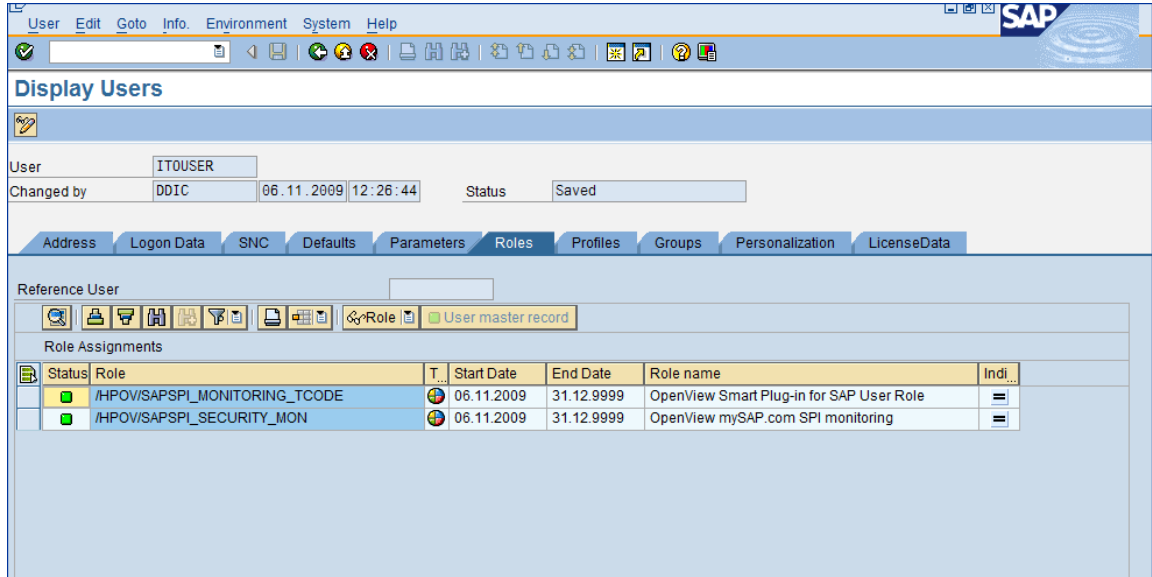 User Edit Goto Info. Environment System Help
SAP
Display Users
User ITOUSER
Changed by DDIC 06.11.2009 12:26:44 Status Saved
Address Logon Data SNC Defaults Parameters Roles Profiles Groups Personalization LicenseData
Reference User
Role User master record
Role Assignments
Status Role T... Start Date End Date Role name Indi...
/HPOV/SAPSPI_MONITORING_TCODE 06.11.2009 31.12.9999 OpenView Smart Plug-in for SAP User Role
/HPOV/SAPSPI_SECURITY_MON 06.11.2009 31.12.9999 OpenView mySAP.com SPI monitoring